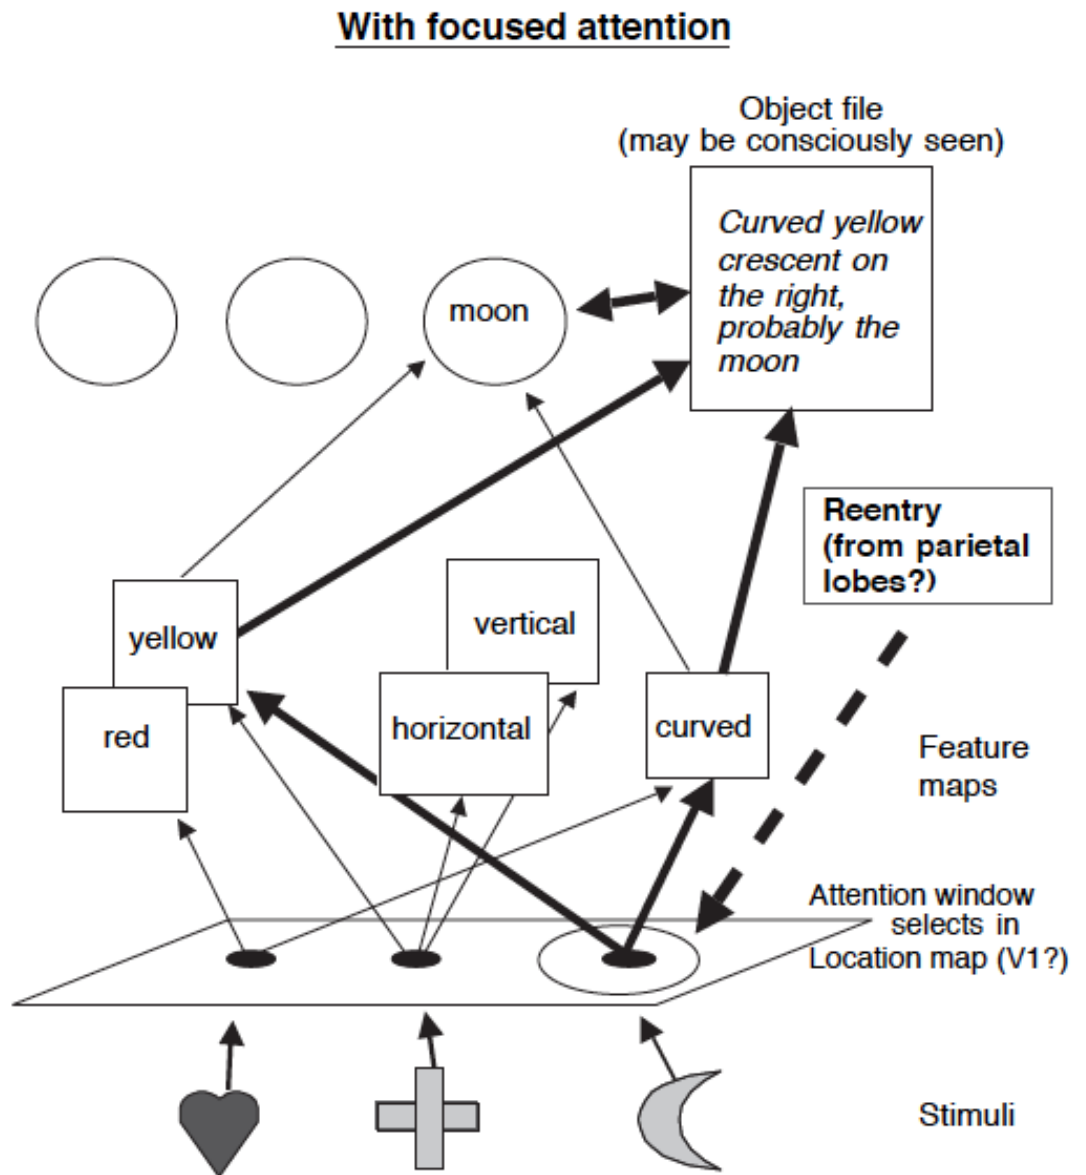 With focused attention
Object file
(may be consciously seen)
Curved yellow
crescent on
the right,
probably the
moon
moon
Reentry
(from parietal
lobes?)
yellow
vertical
red
horizontal
curved
Feature
maps
Attention window
selects in
Location map (V1?)
Stimuli